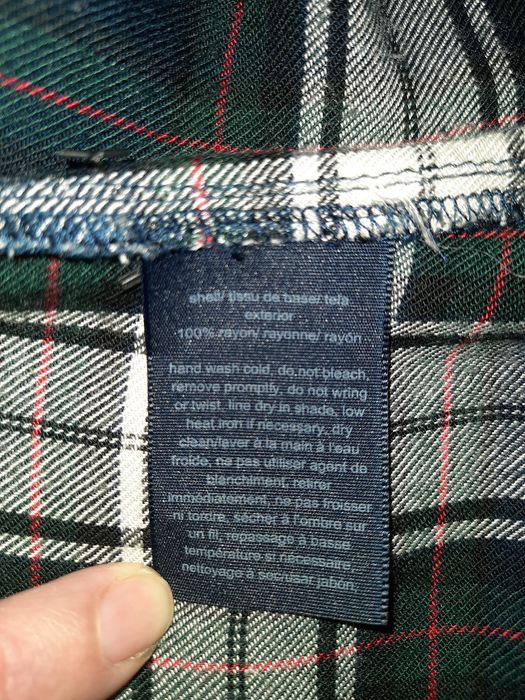 shell/ tissu de base/ tela
exterior
100% rayon/ rayonne/ rayón
hand wash cold, do not bleach,
remove promptly, do not wring
or twist, line dry in shade, low
heat iron if necessary, dry
clean/laver à la main à l'eau
froide, ne pas utiliser agent de
blanchiment, retirer
immédiatement, ne pas froisser
ni tordre, sécher à l'ombre sur
un fil, repassage à basse
température si nécessaire,
nettoyage à sec/usar jabón,